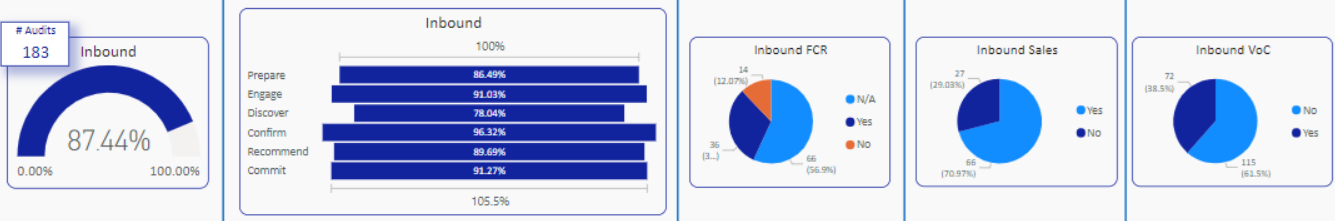 # Audits
183
Inbound
87.44%
0.00%
100.00%
Inbound
100%
Prepare
86.49%
Engage
91.03%
Discover
78.04%
Confirm
96.32%
Recommend
89.69%
Commit
91.27%
105.5%
Inbound FCR
14
(12.07%)
36
(3...)
66
(56.9%)
N/A
Yes
No
Inbound Sales
27
(29.03%)
66
(70.97%)
Yes
No
Inbound VoC
72
(38.5%)
115
(61.5%)
No
Yes